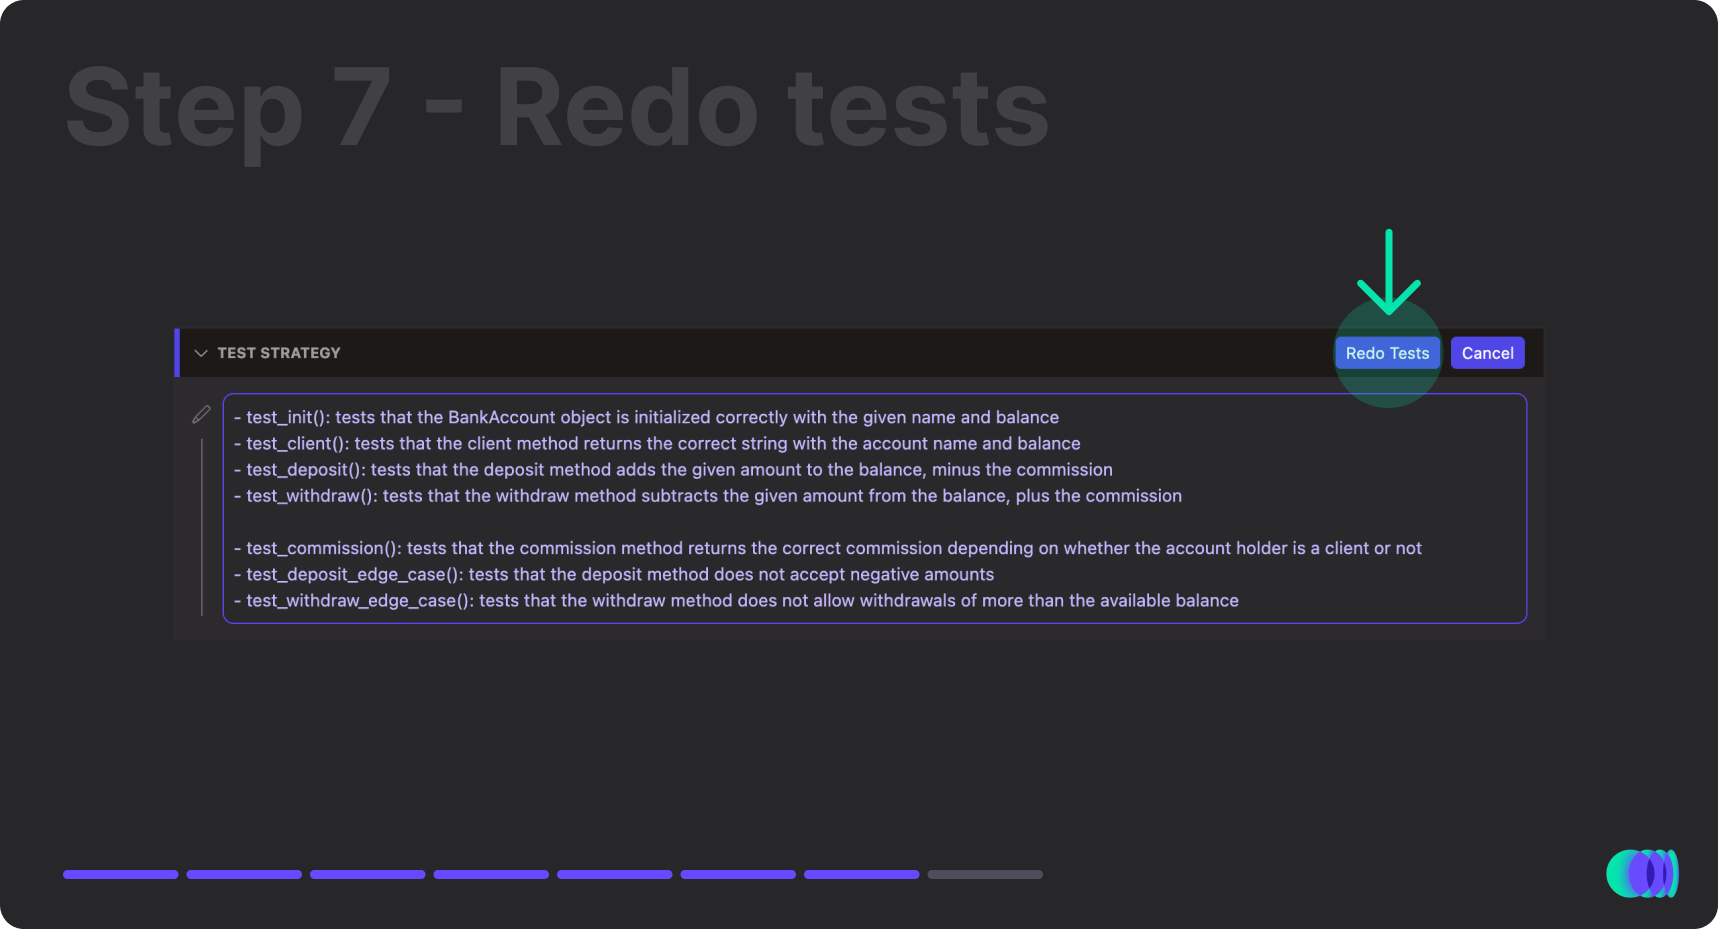 Step 7 - Redo tests
TEST STRATEGY
Redo Tests
Cancel
- test_init(): tests that the BankAccount object is initialized correctly with the given name and balance
- test_client(): tests that the client method returns the correct string with the account name and balance
- test_deposit(): tests that the deposit method adds the given amount to the balance, minus the commission
- test_withdraw(): tests that the withdraw method subtracts the given amount from the balance, plus the commission
- test_commission(): tests that the commission method returns the correct commission depending on whether the account holder is a client or not
- test_deposit_edge_case(): tests that the deposit method does not accept negative amounts
- test_withdraw_edge_case(): tests that the withdraw method does not allow withdrawals of more than the available balance